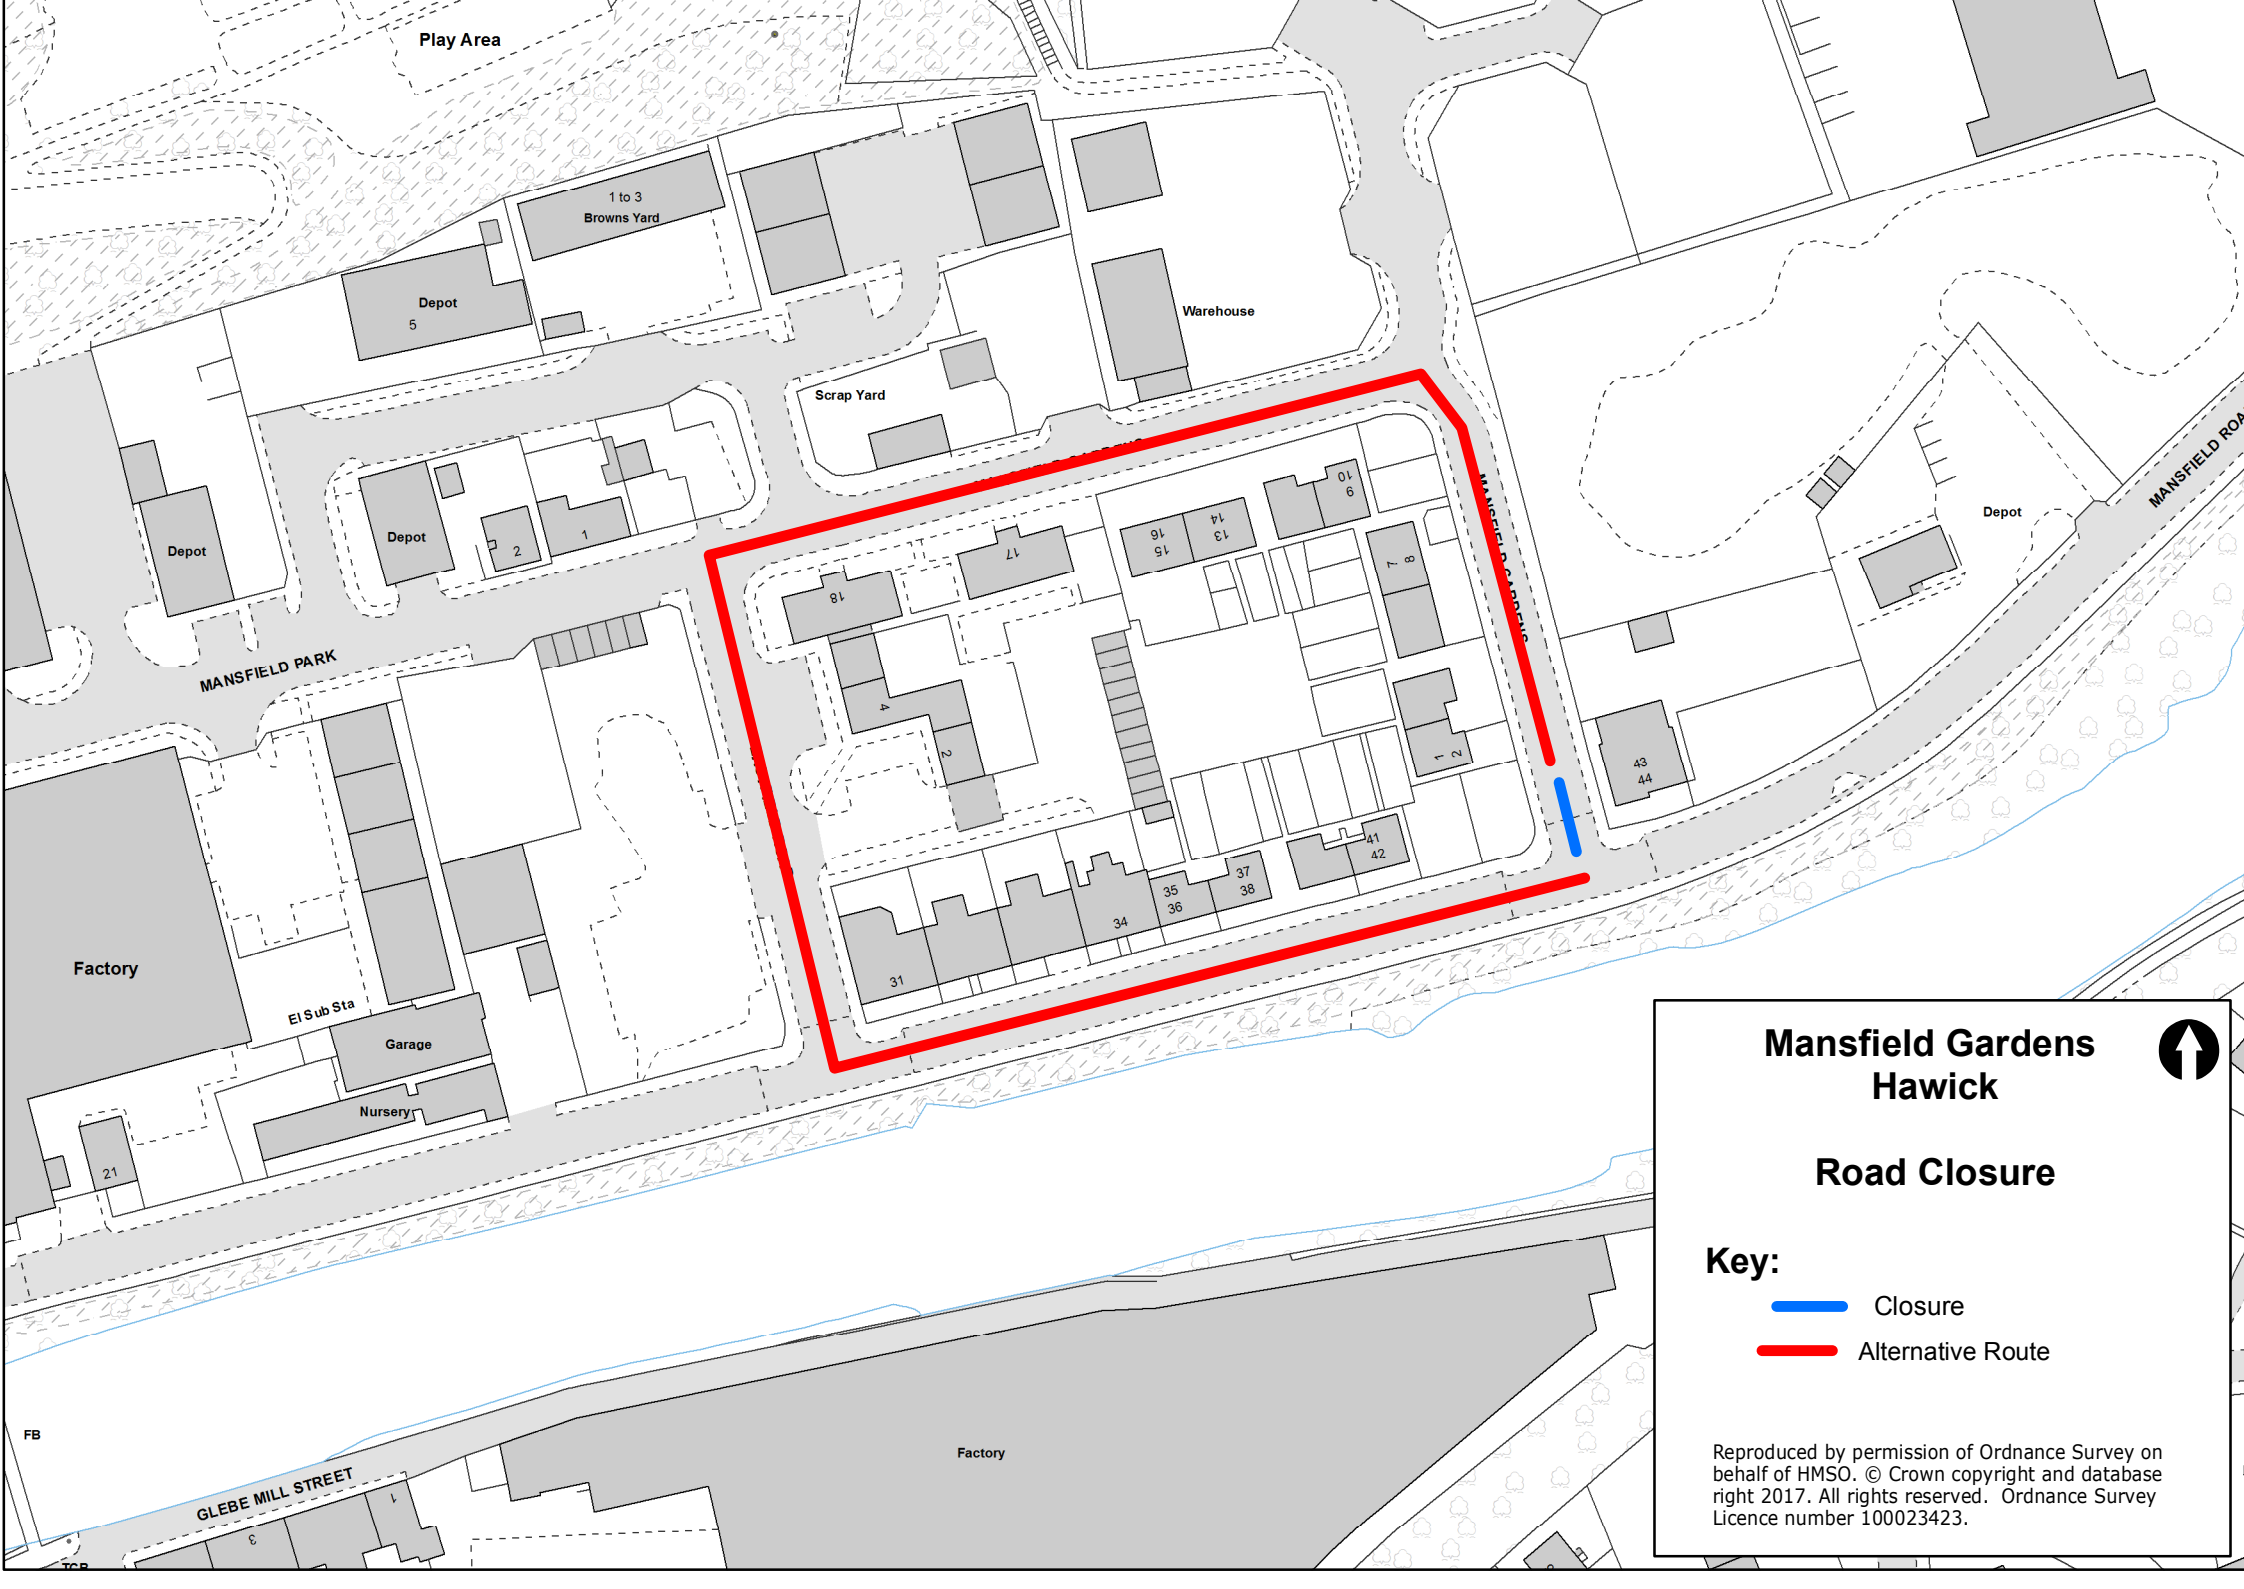 Play Area
1 to 3
Browns Yard
Depot
5
Warehouse
Scrap Yard
MANSFIELD ROA
Depot
10
9
14
13
16
15
17
7
8
MANSFIELD GARDENS
Depot
Depot
2
1
18
MANSFIELD PARK
4
2
1
2
43
44
41
42
37
38
35
36
34
31
Factory
El Sub Sta
Garage
Nursery
21
FB
GLEBE MILL STREET
1
3
TCB
Factory
Mansfield Gardens
Hawick
Road Closure
Key:
Closure
Alternative Route
Reproduced by permission of Ordnance Survey on
behalf of HMSO. © Crown copyright and database
right 2017. All rights reserved. Ordnance Survey
Licence number 100023423.